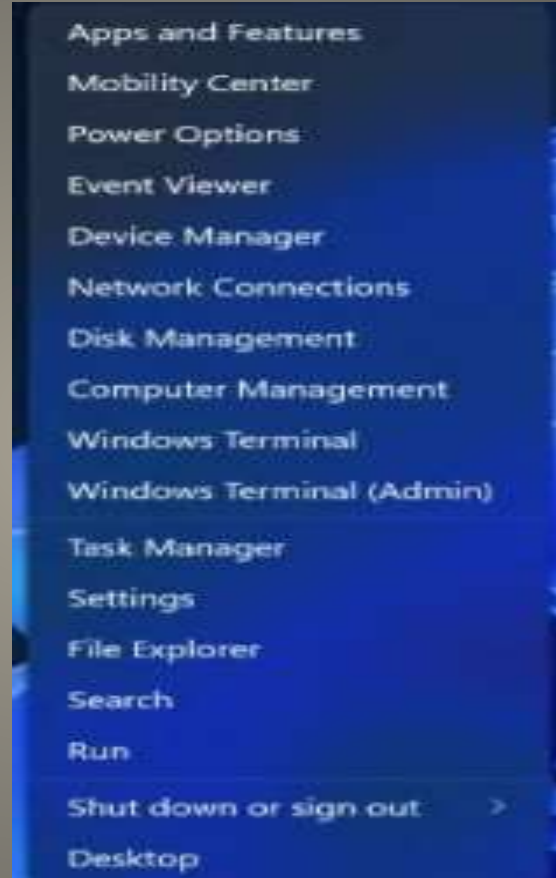 Apps and Features
Mobility Center
Power Options
Event Viewer
Device Manager
Network Connections
Disk Management
Computer Management
Windows Terminal
Windows Terminal (Admin)
Task Manager
Settings
File Explorer
Search
Run
Shut down or sign out >
Desktop